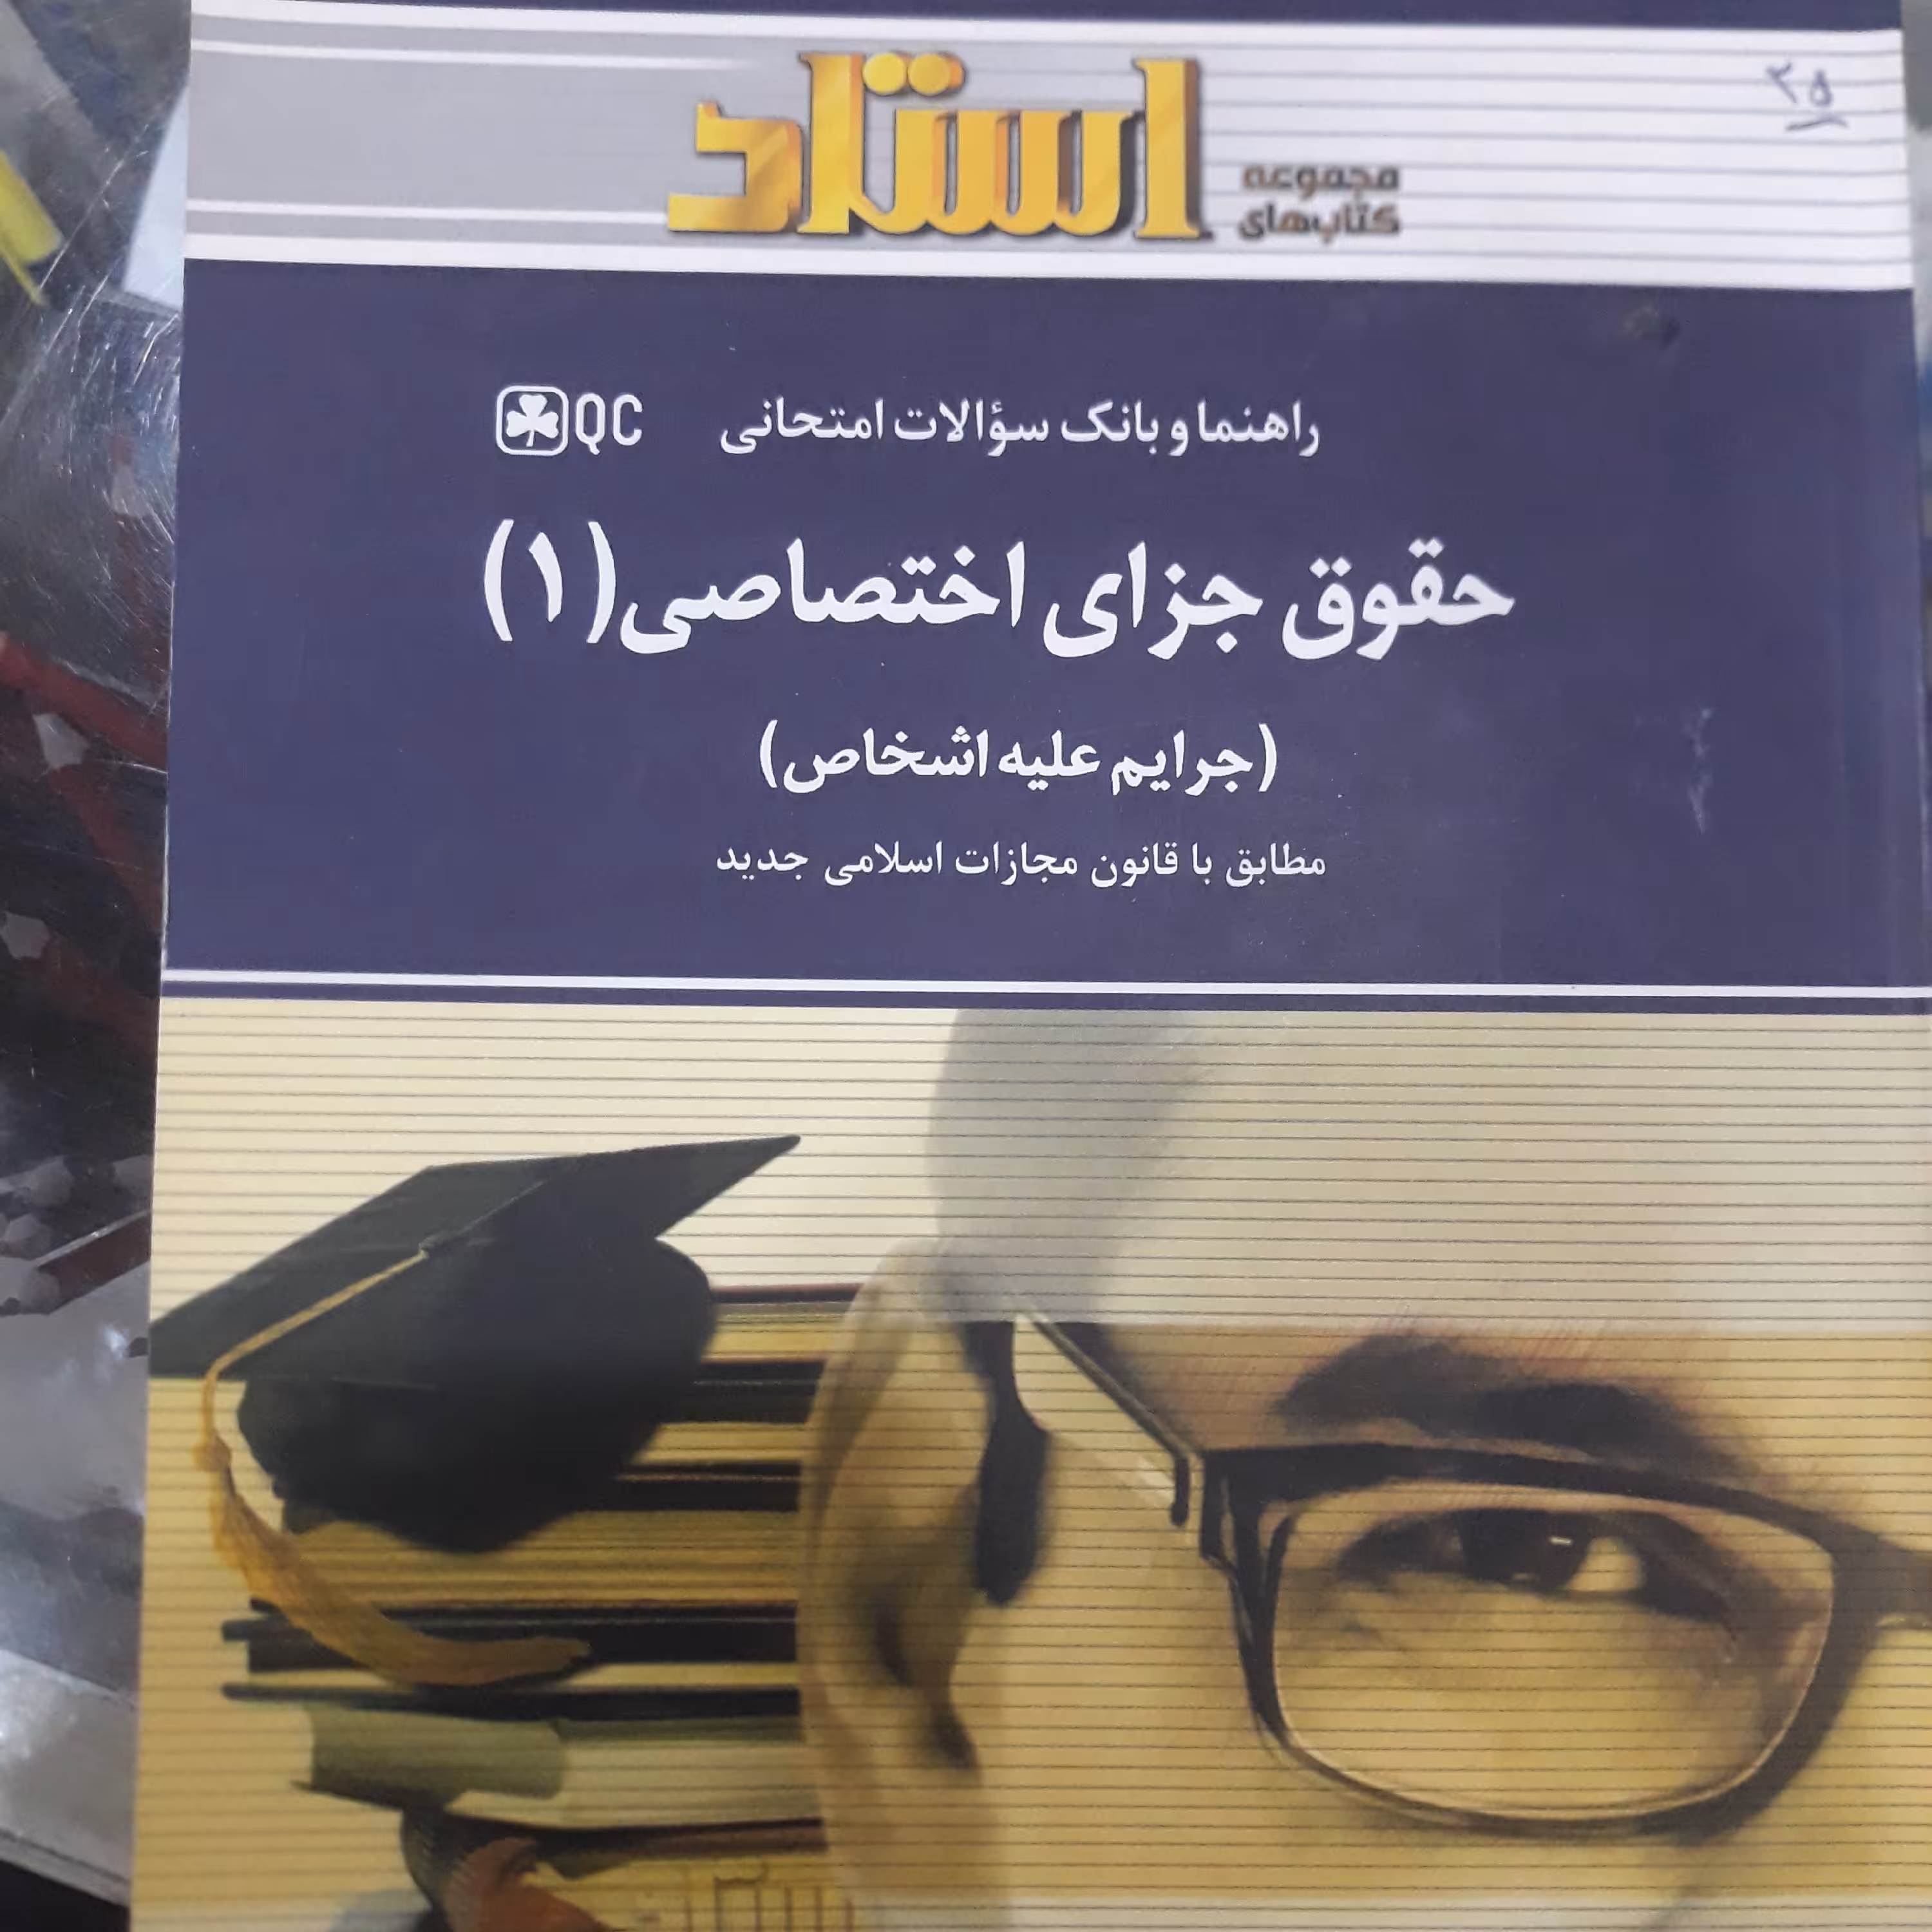 ۲۵
مجموعه
کتاب‌های
استاد
راهنما و بانک سؤالات امتحانی QC
حقوق جزای اختصاصی (۱)
(جرایم علیه اشخاص)
مطابق با قانون مجازات اسلامی جدید